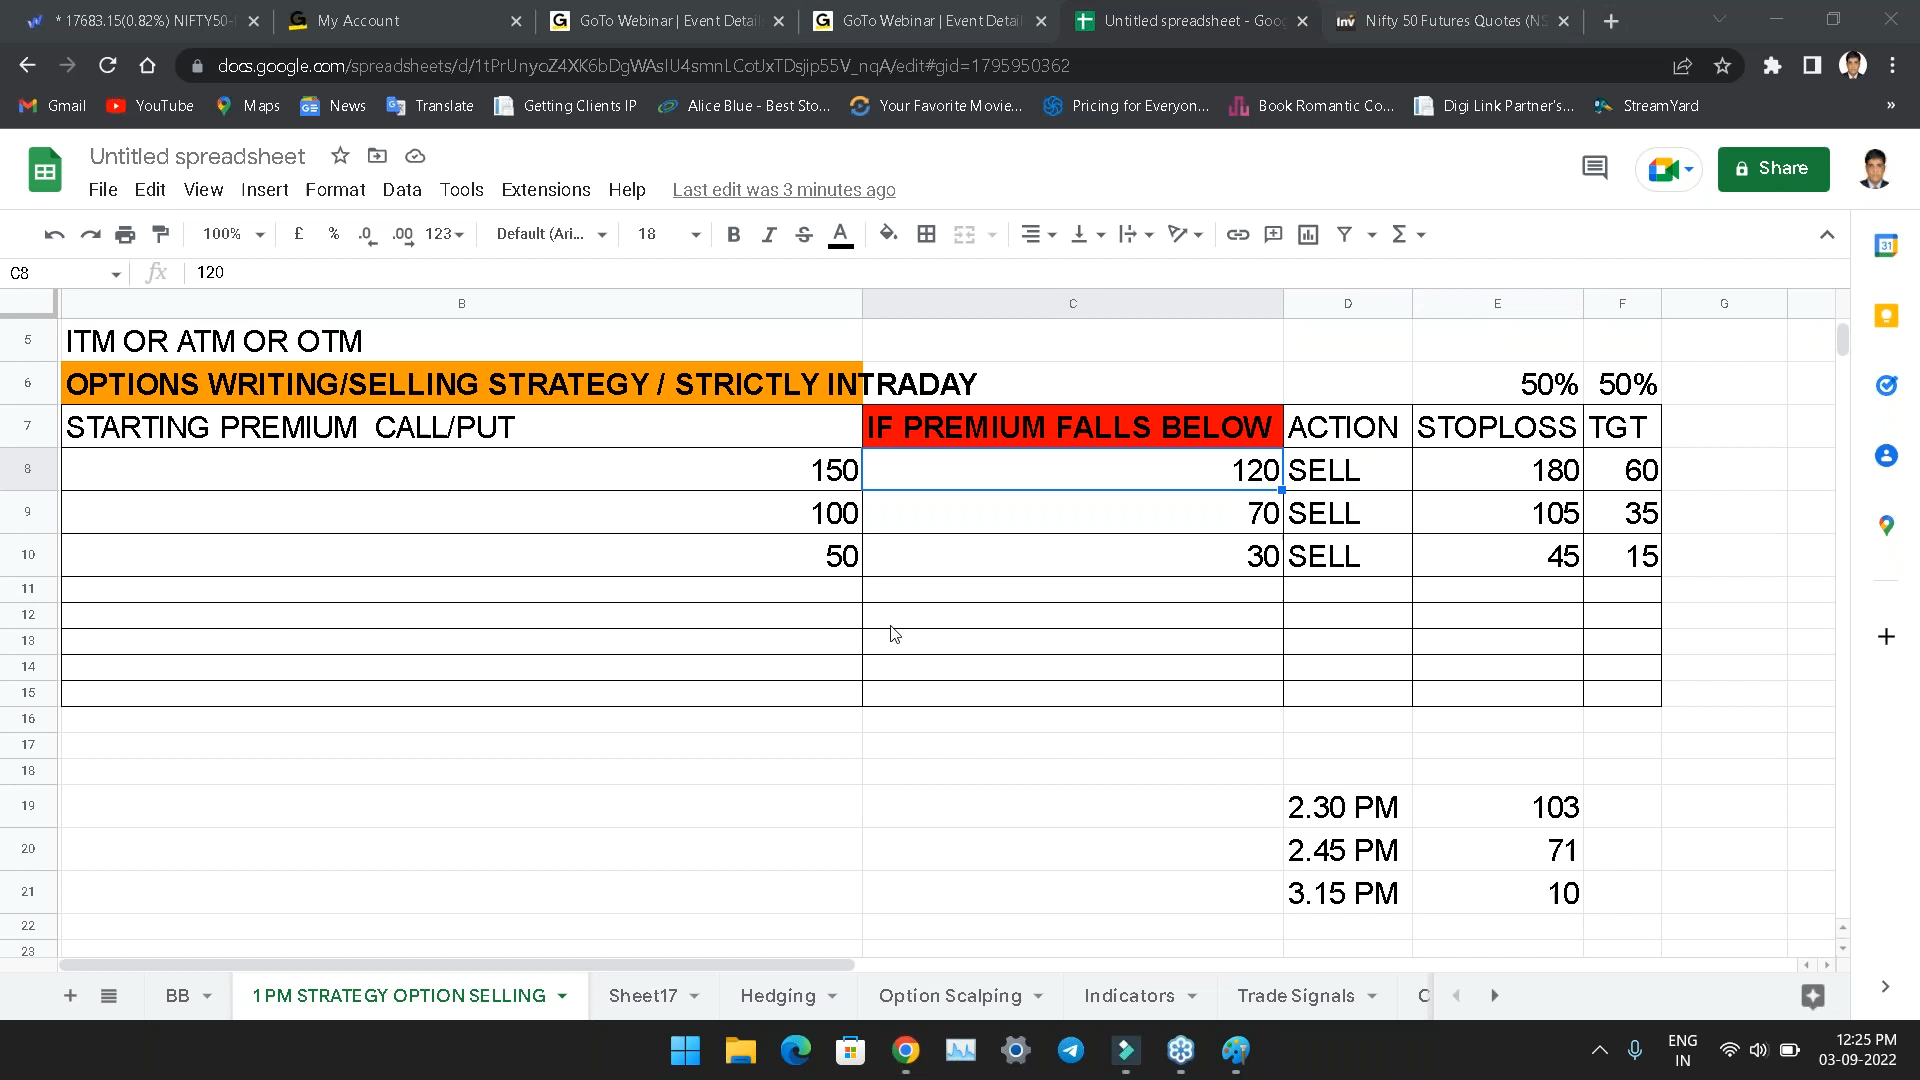 * 17683.15(0.82%) NIFTY50-
My Account
GoTo Webinar | Event Details
GoTo Webinar | Event Detail
Untitled spreadsheet - Goog
Nifty 50 Futures Quotes (NS
docs.google.com/spreadsheets/d/1tPrUnyoZ4XK6bDgWAsIU4smnLCotJxTDsjip55V_nqA/edit#gid=1795950362
Gmail YouTube Maps News Translate Getting Clients IP Alice Blue - Best Sto... Your Favorite Movie... Pricing for Everyon... Book Romantic Co... Digi Link Partner's... StreamYard »
Untitled spreadsheet
Share
File Edit View Insert Format Data Tools Extensions Help Last edit was 3 minutes ago
100% £ % .0 .00 123 Default (Ari... 18 B I S A Σ
C8 fx 120
B C D E F G
5 ITM OR ATM OR OTM
6 OPTIONS WRITING/SELLING STRATEGY / STRICTLY INTRADAY 50% 50%
7 STARTING PREMIUM CALL/PUT IF PREMIUM FALLS BELOW ACTION STOPLOSS TGT
8 150 120 SELL 180 60
9 100 70 SELL 105 35
10 50 30 SELL 45 15
11
12
13
14
15
16
17
18
19 2.30 PM 103
20 2.45 PM 71
21 3.15 PM 10
22
23
BB 1 PM STRATEGY OPTION SELLING Sheet17 Hedging Option Scalping Indicators Trade Signals
ENG IN
12:25 PM
03-09-2022